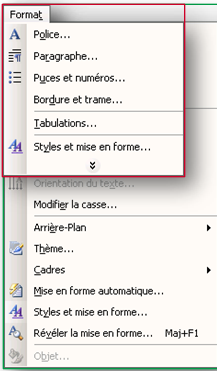 Format
Police...
Paragraphe...
Puces et numéros...
Bordure et trame...
Tabulations...
Styles et mise en forme...
Orientation du texte...
Modifier la casse...
Arrière-Plan
Thème...
Cadres
Mise en forme automatique...
Styles et mise en forme...
Révéler la mise en forme... Maj+F1
Objet...